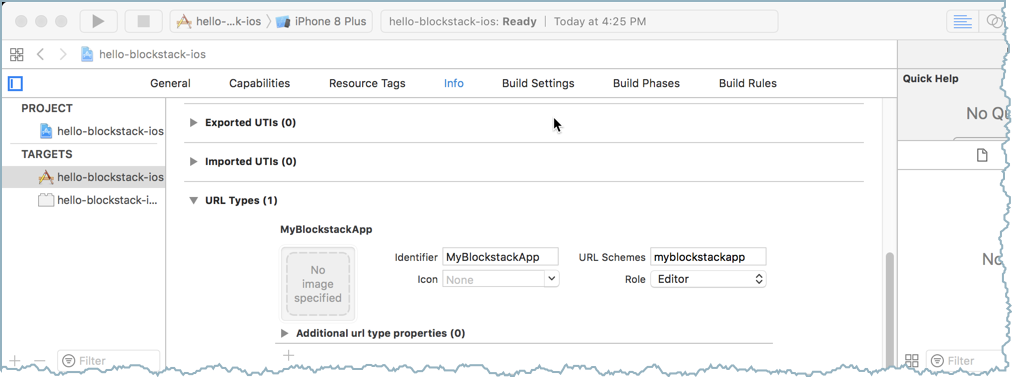 hello-...k-ios iPhone 8 Plus hello-blockstack-ios: Ready | Today at 4:25 PM
hello-blockstack-ios
General Capabilities Resource Tags Info Build Settings Build Phases Build Rules
Quick Help
No
PROJECT
hello-blockstack-ios
TARGETS
hello-blockstack-ios
hello-blockstack-i...
Exported UTIs (0)
Imported UTIs (0)
URL Types (1)
MyBlockstackApp
No
image
specified
Identifier MyBlockstackApp URL Schemes myblockstackapp
Icon None Role Editor
Additional url type properties (0)
No
Filter
Filter